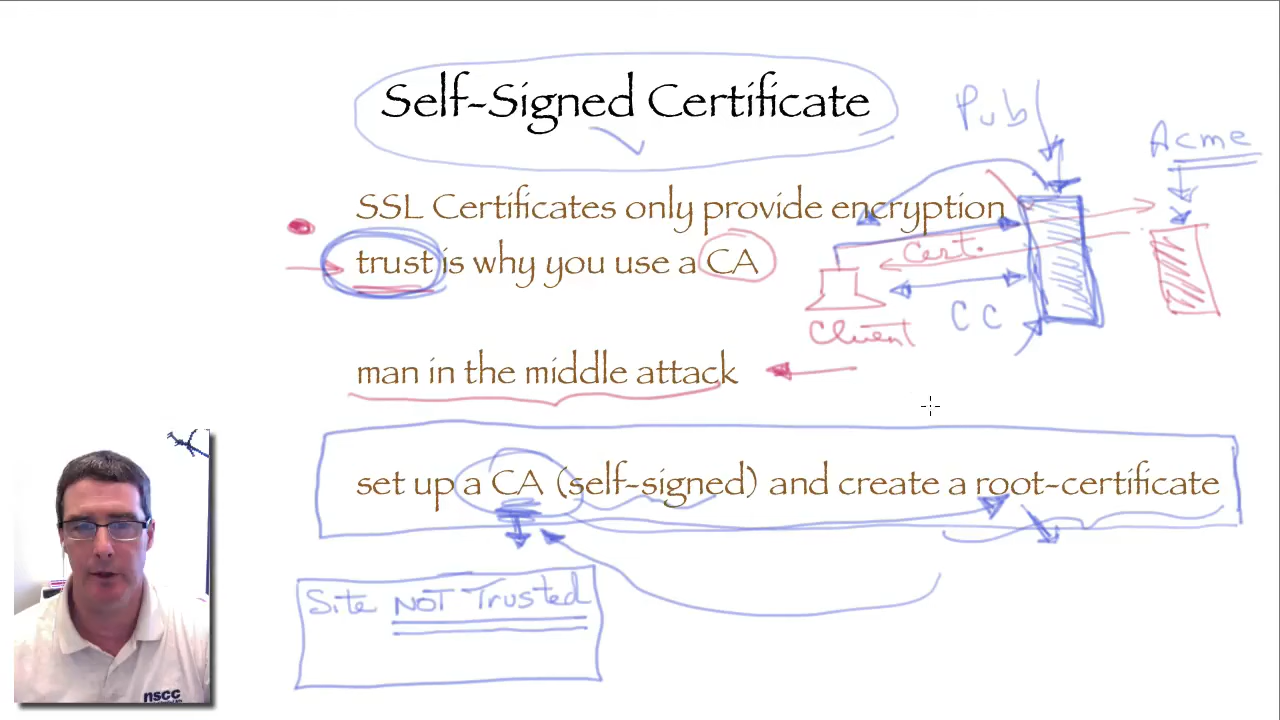 Self-Signed Certificate
Pub
Acme
SSL Certificates only provide encryption
trust is why you use a CA
Cert.
CC
Client
man in the middle attack
set up a CA (self-signed) and create a root-certificate
Site NOT Trusted
nscc